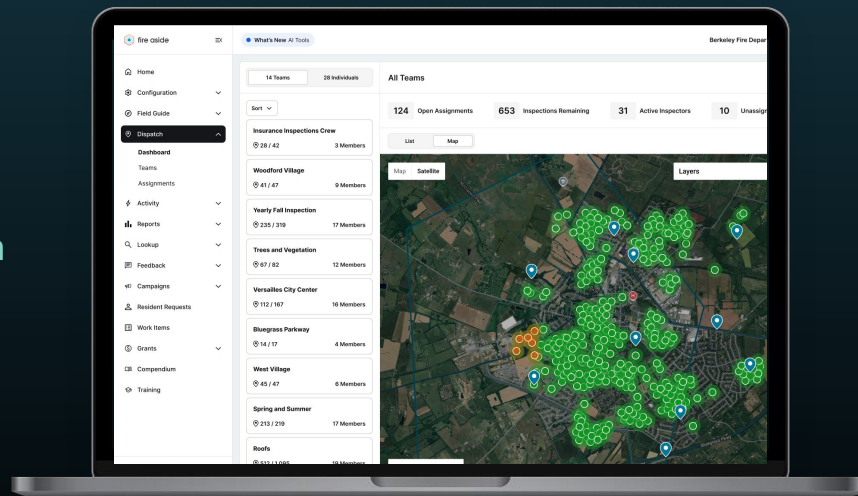 fire aside
Home
Configuration
Field Guide
Dispatch
Dashboard
Teams
Assignments
Activity
Reports
Lookup
Feedback
Campaigns
Resident Requests
Work Items
Grants
Compendium
Training
What's New AI Tools
Berkeley Fire Depar
14 Teams 28 Individuals
Sort
Insurance Inspections Crew
28 / 42 3 Members
Woodford Village
41 / 47 9 Members
Yearly Fall Inspection
235 / 319 17 Members
Trees and Vegetation
67 / 82 12 Members
Versailles City Center
112 / 167 16 Members
Bluegrass Parkway
14 / 17 4 Members
West Village
45 / 47 6 Members
Spring and Summer
213 / 219 17 Members
Roofs
512 / 1,095 19 Members
All Teams
124 Open Assignments 653 Inspections Remaining 31 Active Inspectors 10 Unassign
List Map
Map Satellite
Layers